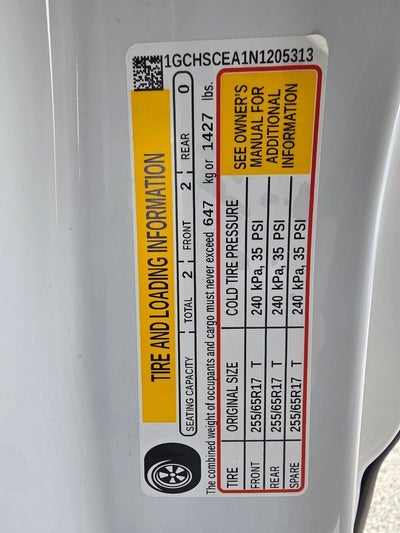 1GCHSCEA1N1205313
TIRE AND LOADING INFORMATION
SEATING CAPACITY TOTAL 2 FRONT 2 REAR 0
The combined weight of occupants and cargo must never exceed 647 kg or 1427 lbs.
TIRE ORIGINAL SIZE COLD TIRE PRESSURE
FRONT 255/65R17 T 240 kPa, 35 PSI
REAR 255/65R17 T 240 kPa, 35 PSI
SPARE 255/65R17 T 240 kPa, 35 PSI
SEE OWNER'S
MANUAL FOR
ADDITIONAL
INFORMATION